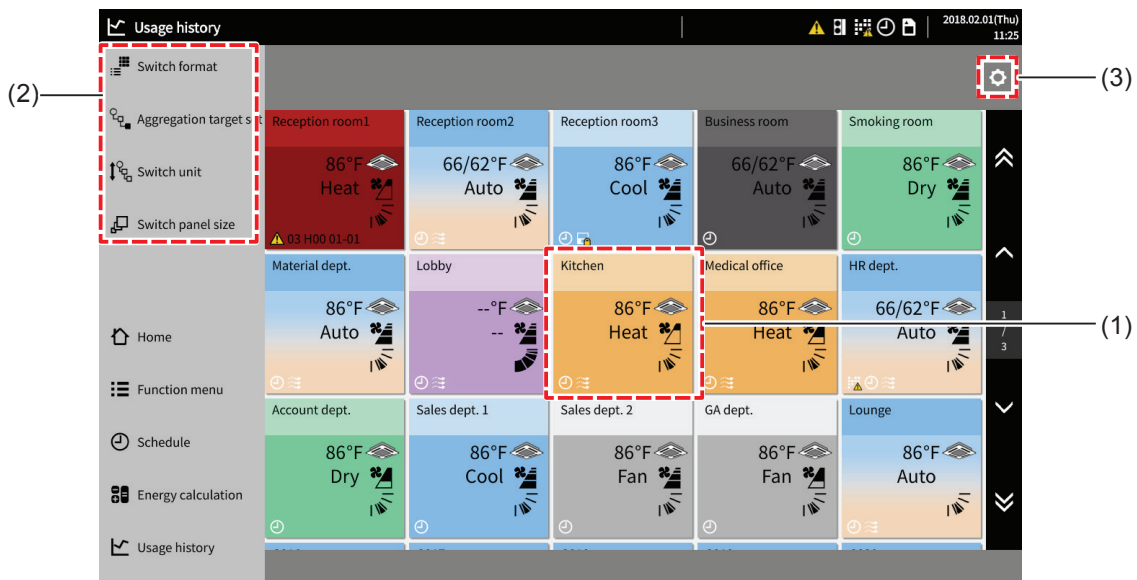 Usage history
2018.02.01(Thu)
11:25
Switch format
Aggregation target set
Switch unit
Switch panel size
Home
Function menu
Schedule
Energy calculation
Usage history
(2)
(3)
(1)
Reception room1
86°F
Heat
03 H00 01-01
Reception room2
66/62°F
Auto
Reception room3
86°F
Cool
Business room
66/62°F
Auto
Smoking room
86°F
Dry
Material dept.
86°F
Auto
Lobby
--°F
--
Kitchen
86°F
Heat
Medical office
86°F
Heat
HR dept.
66/62°F
Auto
1
/
3
Account dept.
86°F
Dry
Sales dept. 1
86°F
Cool
Sales dept. 2
86°F
Fan
GA dept.
86°F
Fan
Lounge
86°F
Auto